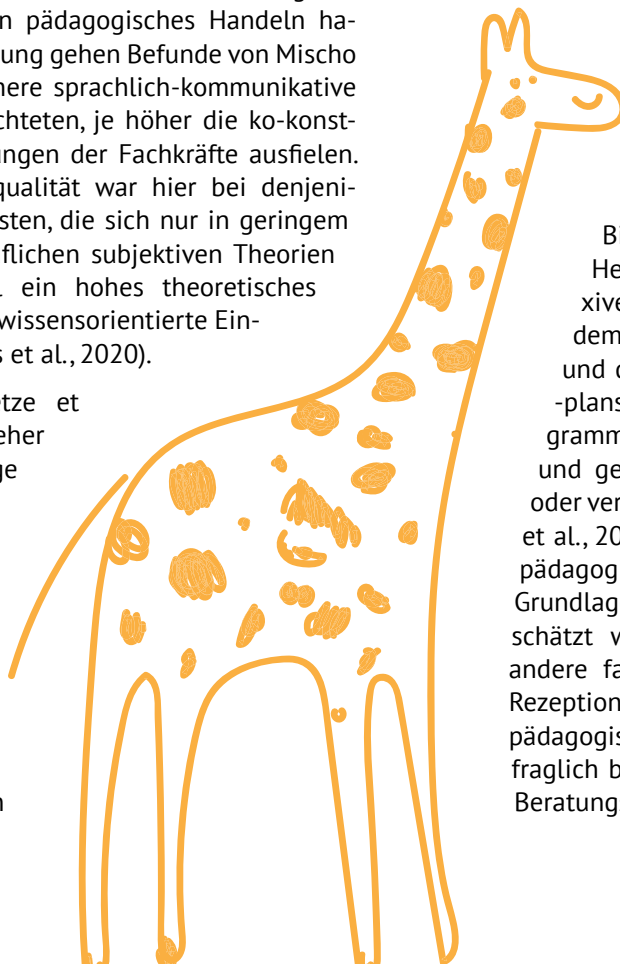 n pädagogisches Handeln ha-
ung gehen Befunde von Mischo
here sprachlich-kommunikative
chteten, je höher die ko-konst-
ungen der Fachkräfte ausfielen.
qualität war hier bei denjeni-
sten, die sich nur in geringem
flichen subjektiven Theorien
ein hohes theoretisches
wissensorientierte Ein-
s et al., 2020).
tze et
eher
ge
n
Bi
He
xive
dem
und d
-plans
gramm
und ge
oder ver
et al., 20
pädagog
Grundlag
schätzt w
andere fa
Rezeption
pädagogis
fraglich b
Beratung